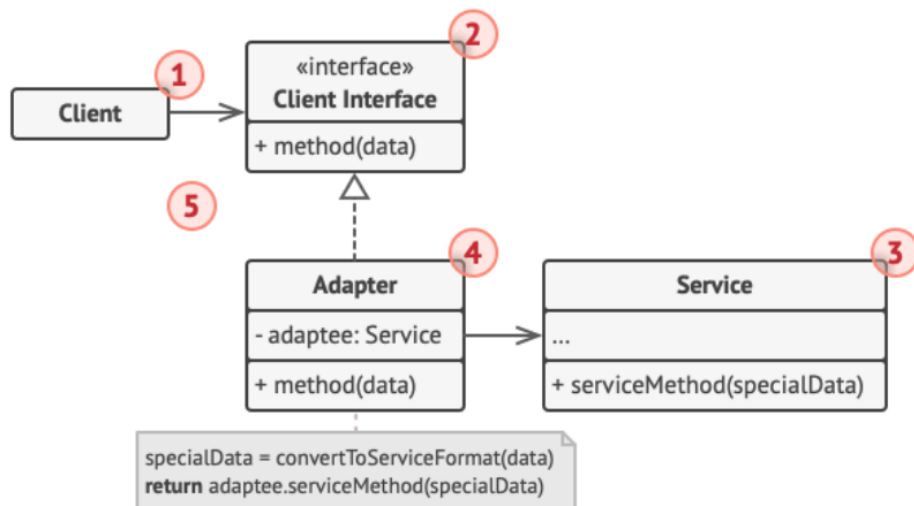 1
Client
2
«interface»
Client Interface
+ method(data)
5
4
Adapter
- adaptee: Service
+ method(data)
3
Service
...
+ serviceMethod(specialData)
specialData = convertToServiceFormat(data)
return adaptee.serviceMethod(specialData)